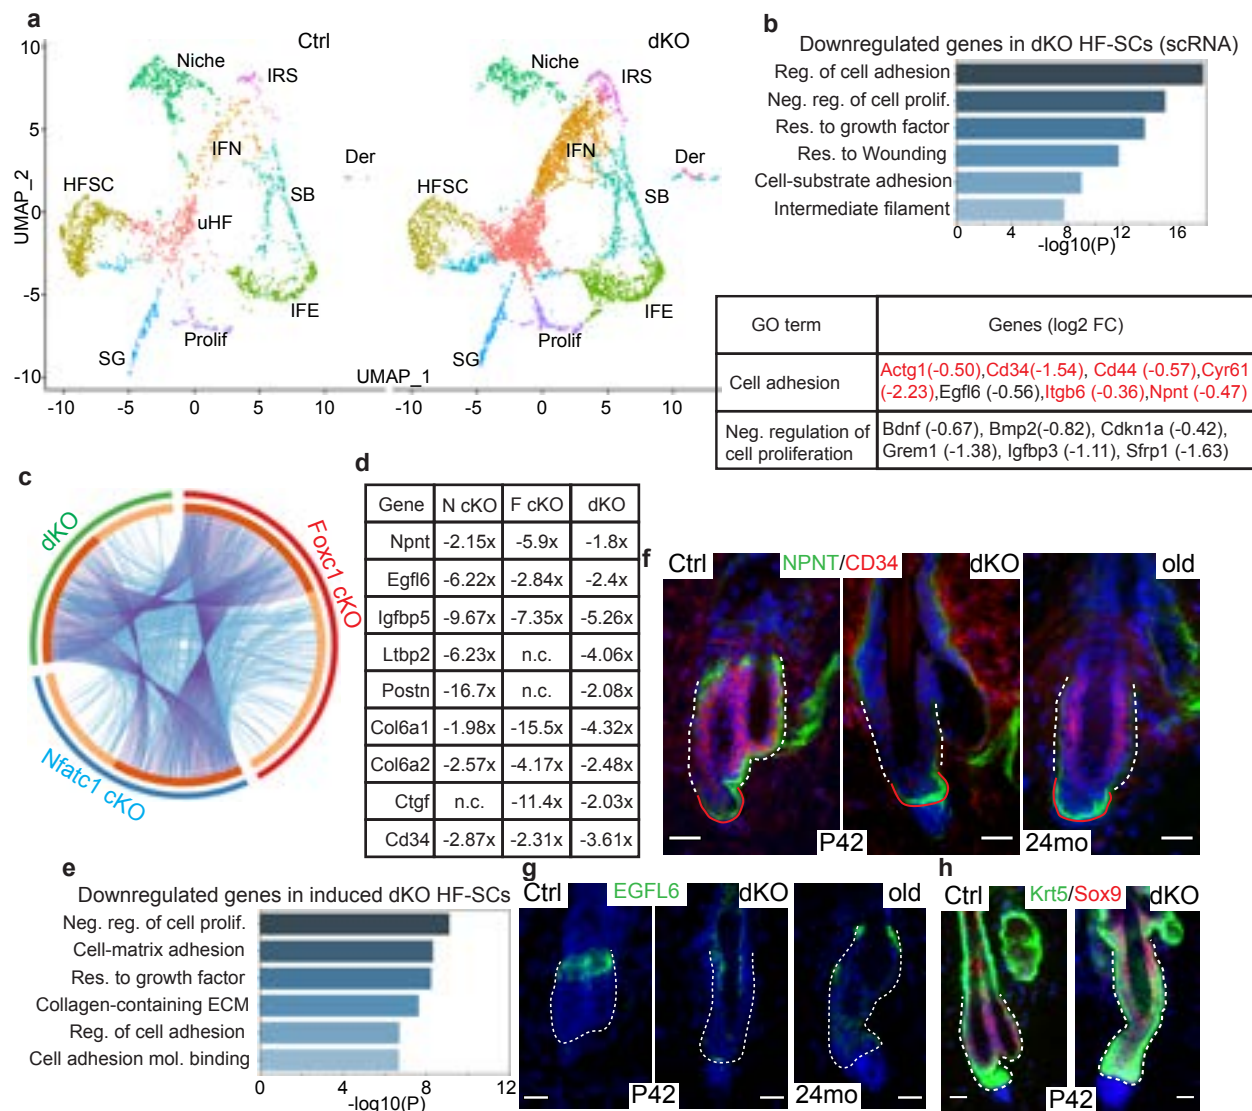 a
Ctrl
dKO
UMAP_2
10
5
0
-5
-10
Niche
IRS
IFN
Der
HFSC
uHF
SB
IFE
Prolif
SG
Niche
IRS
IFN
Der
HFSC
SB
IFE
Prolif
SG
UMAP_1
-10 -5 0 5 10
-10 -5 0 5 10
b
Downregulated genes in dKO HF-SCs (scRNA)
Reg. of cell adhesion
Neg. reg. of cell prolif.
Res. to growth factor
Res. to Wounding
Cell-substrate adhesion
Intermediate filament
0 4 8 12 16
-log10(P)
GO term Genes (log2 FC)
Cell adhesion
Actg1(-0.50),Cd34(-1.54), Cd44 (-0.57),Cyr61
(-2.23),Egfl6 (-0.56),Itgb6 (-0.36),Npnt (-0.47)
Neg. regulation of
cell proliferation
Bdnf (-0.67), Bmp2(-0.82), Cdkn1a (-0.42),
Grem1 (-1.38), Igfbp3 (-1.11), Sfrp1 (-1.63)
c
dKO
Foxc1 cKO
Nfatc1 cKO
d
Gene N cKO F cKO dKO
Npnt -2.15x -5.9x -1.8x
Egfl6 -6.22x -2.84x -2.4x
Igfbp5 -9.67x -7.35x -5.26x
Ltbp2 -6.23x n.c. -4.06x
Postn -16.7x n.c. -2.08x
Col6a1 -1.98x -15.5x -4.32x
Col6a2 -2.57x -4.17x -2.48x
Ctgf n.c. -11.4x -2.03x
Cd34 -2.87x -2.31x -3.61x
f
Ctrl
NPNT/CD34
dKO
old
P42
24mo
e
Downregulated genes in induced dKO HF-SCs
Neg. reg. of cell prolif.
Cell-matrix adhesion
Res. to growth factor
Collagen-containing ECM
Reg. of cell adhesion
Cell adhesion mol. binding
0 4 8 12
-log10(P)
g
Ctrl
EGFL6
dKO
old
P42
24mo
h
Ctrl
Krt5/Sox9
dKO
P42